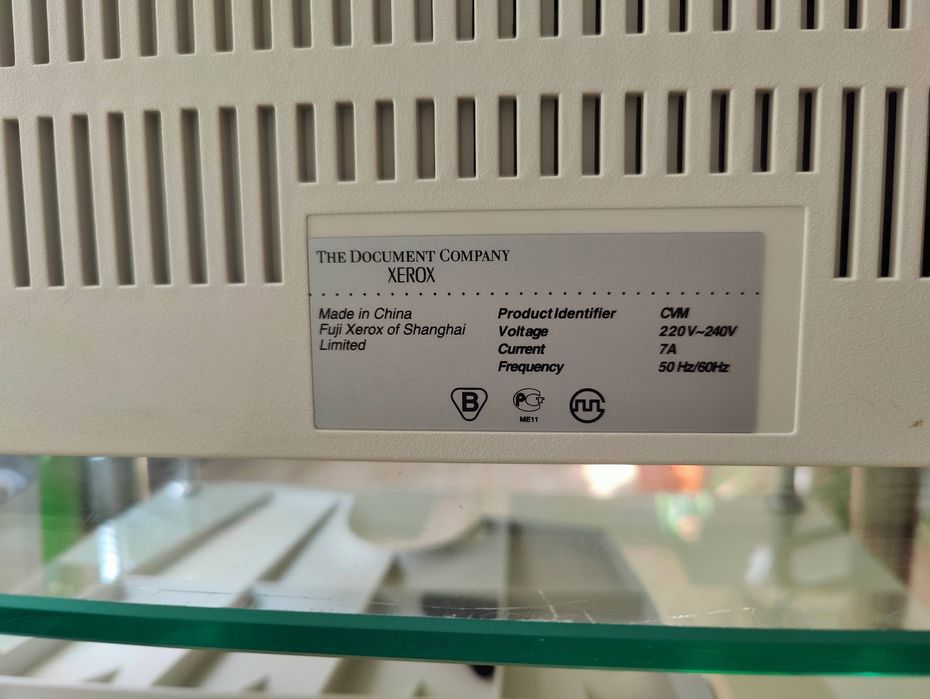 THE DOCUMENT COMPANY
XEROX
Made in China
Fuji Xerox of Shanghai
Limited
Product Identifier CVM
Voltage 220V~240V
Current 7A
Frequency 50 Hz/60Hz
B
РСТ
ME11